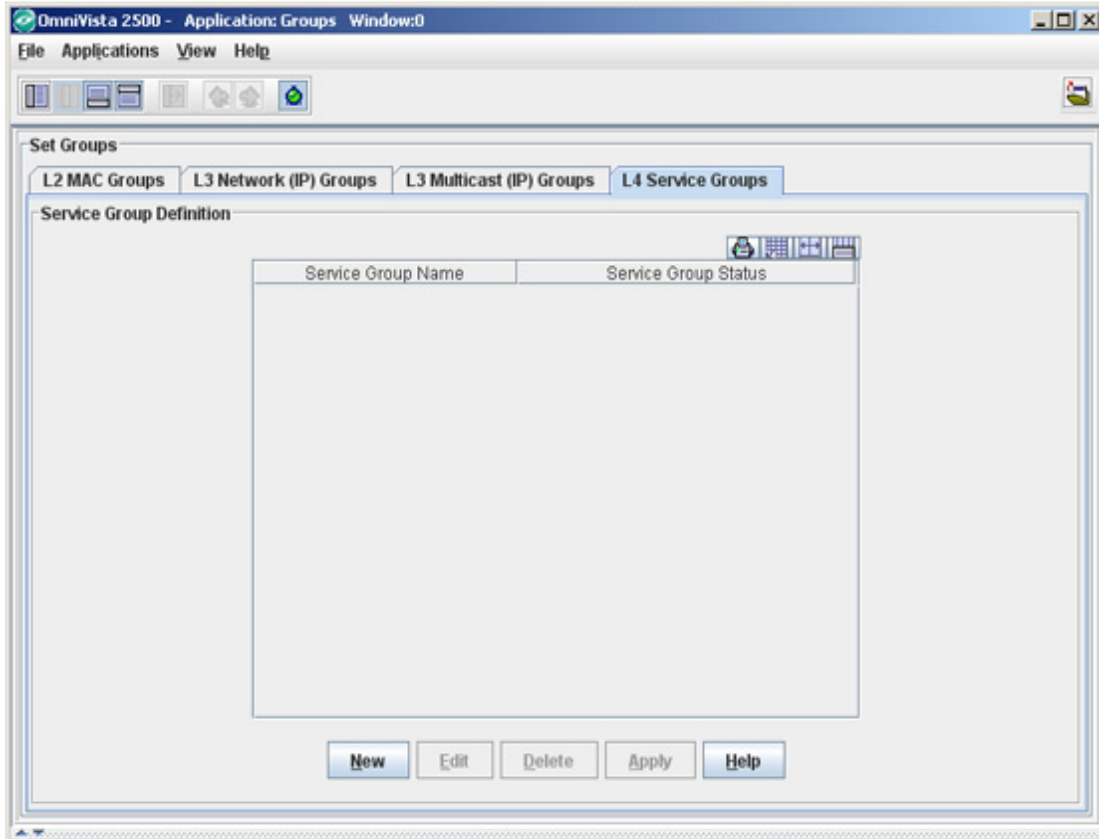 OmniVista 2500 - Application: Groups Window:0
File Applications View Help
Set Groups
L2 MAC Groups L3 Network (IP) Groups L3 Multicast (IP) Groups L4 Service Groups
Service Group Definition
Service Group Name Service Group Status
New Edit Delete Apply Help